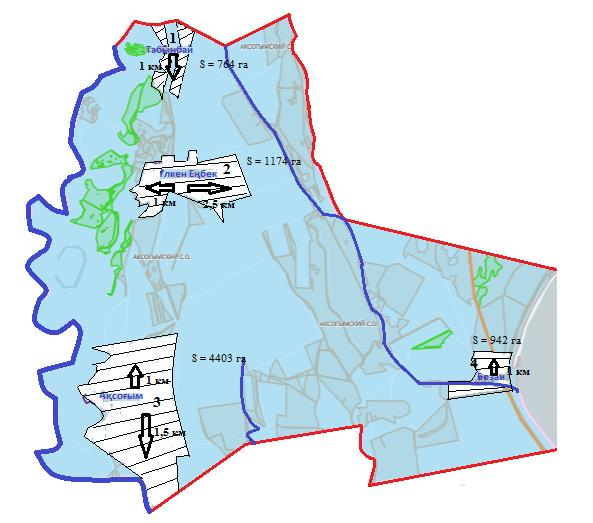 1
АКСОГЫМСКИЙ С.О.
Табынбай
1 км
S = 764 га
S = 1174 га
Үлкен Еңбек 2
1 км
2,5 км
АКСОГЫМСКИЙ С.О.
АКСОГЫМСКИЙ С.О.
S = 942 га
S = 4403 га
4
1 км
Бозай
1 км
Ақсоғым
3
1,5 км